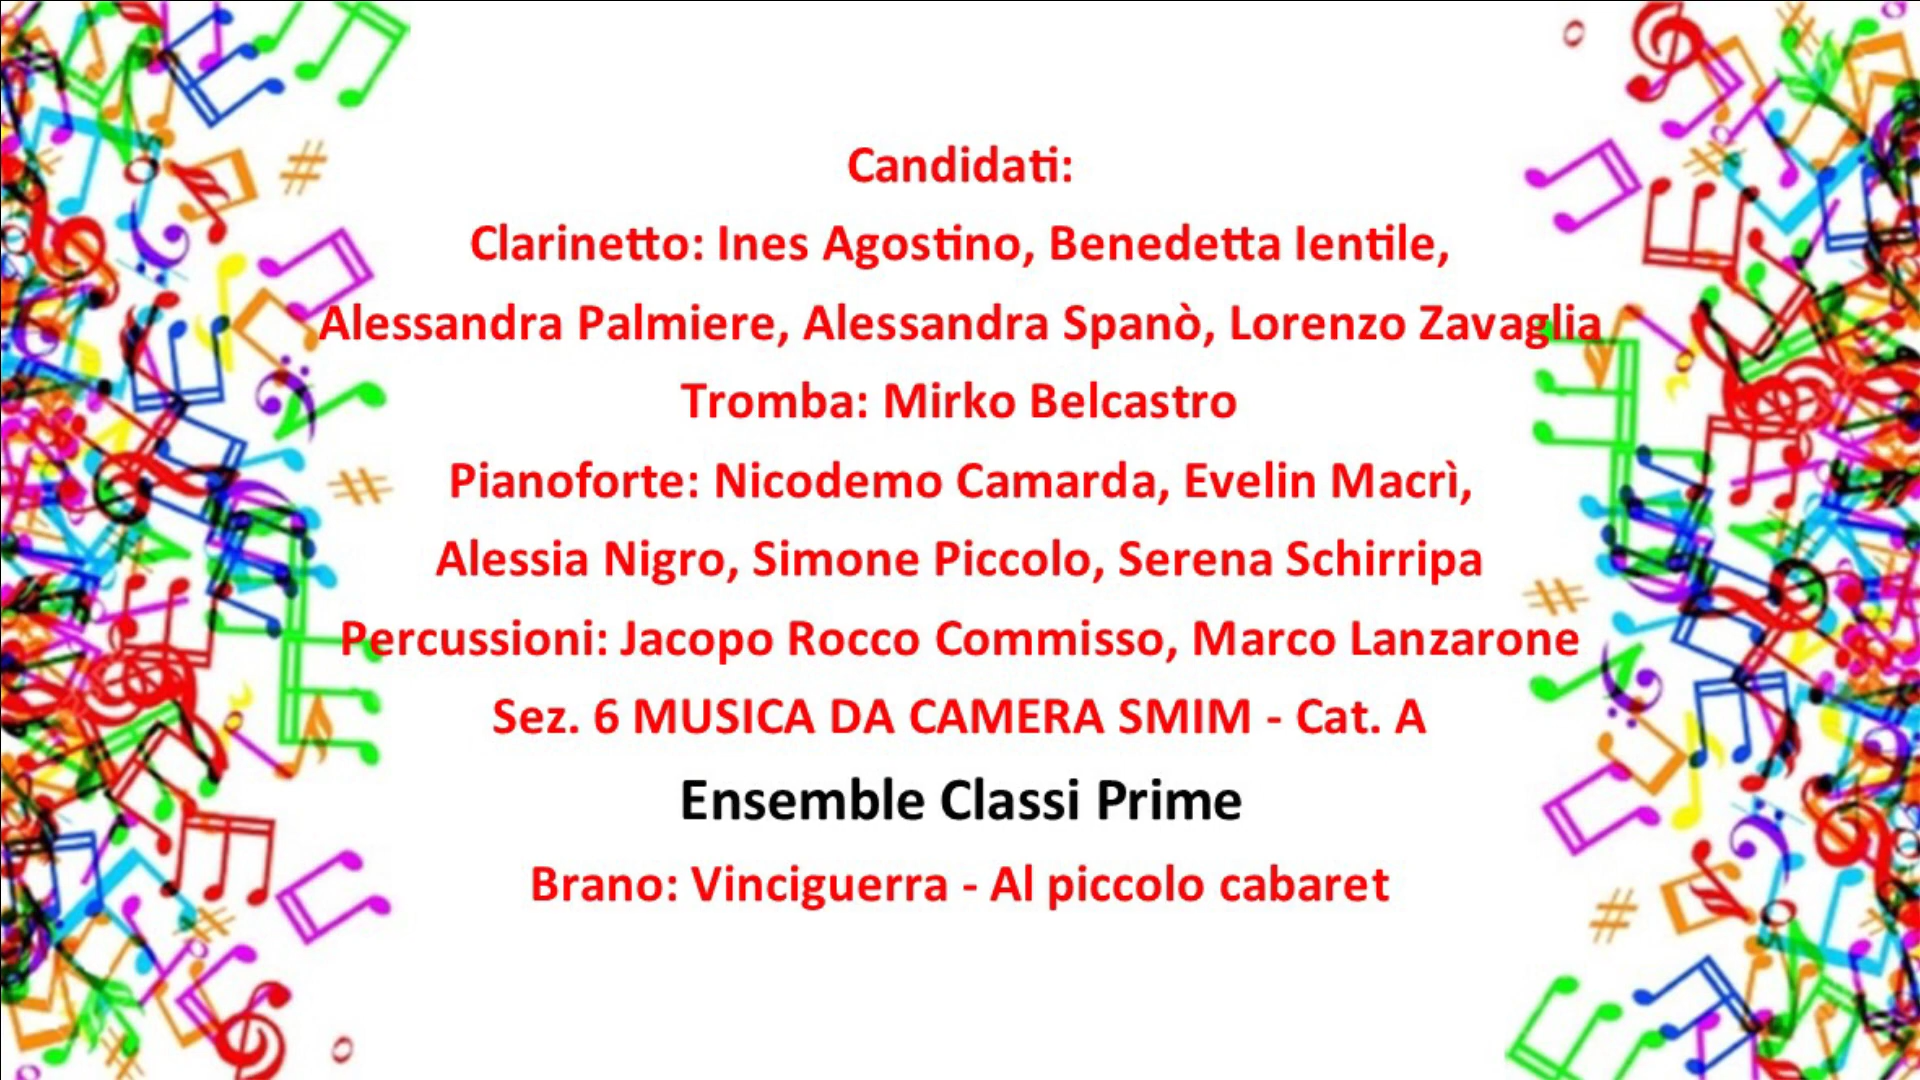 Candidati:
Clarinetto: Ines Agostino, Benedetta Ientile,
Alessandra Palmiere, Alessandra Spanò, Lorenzo Zavaglia
Tromba: Mirko Belcastro
Pianoforte: Nicodemo Camarda, Evelin Macrì,
Alessia Nigro, Simone Piccolo, Serena Schirripa
Percussioni: Jacopo Rocco Commisso, Marco Lanzarone
Sez. 6 MUSICA DA CAMERA SMIM - Cat. A
Ensemble Classi Prime
Brano: Vinciguerra - Al piccolo cabaret